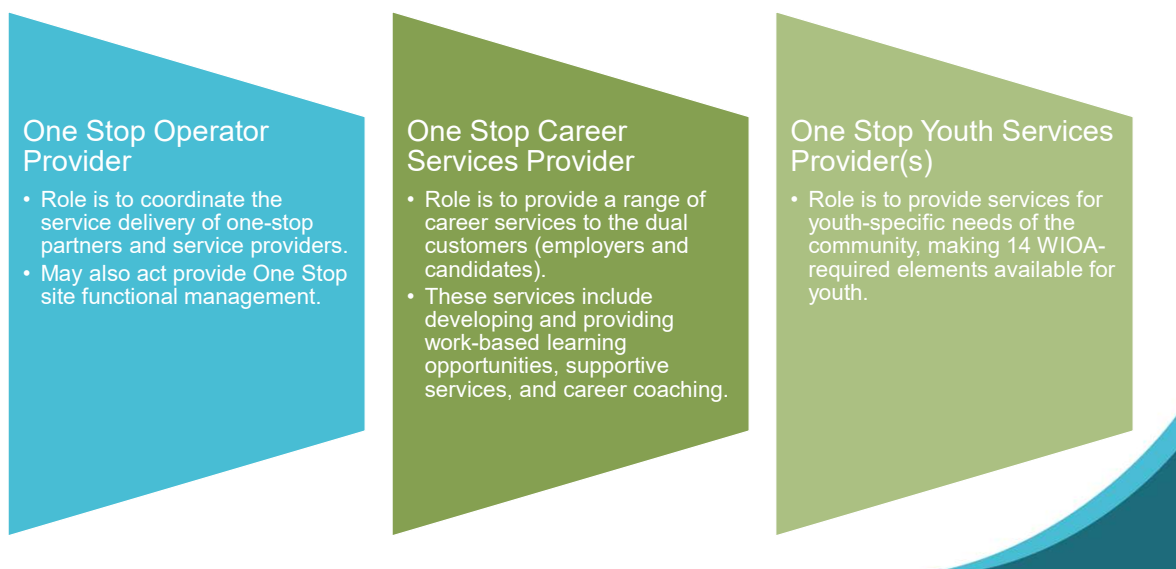 One Stop Operator
Provider
• Role is to coordinate the
service delivery of one-stop
partners and service providers.
• May also act provide One Stop
site functional management.
One Stop Career
Services Provider
• Role is to provide a range of
career services to the dual
customers (employers and
candidates).
• These services include
developing and providing
work-based learning
opportunities, supportive
services, and career coaching.
One Stop Youth Services
Provider(s)
• Role is to provide services for
youth-specific needs of the
community, making 14 WIOA-
required elements available for
youth.